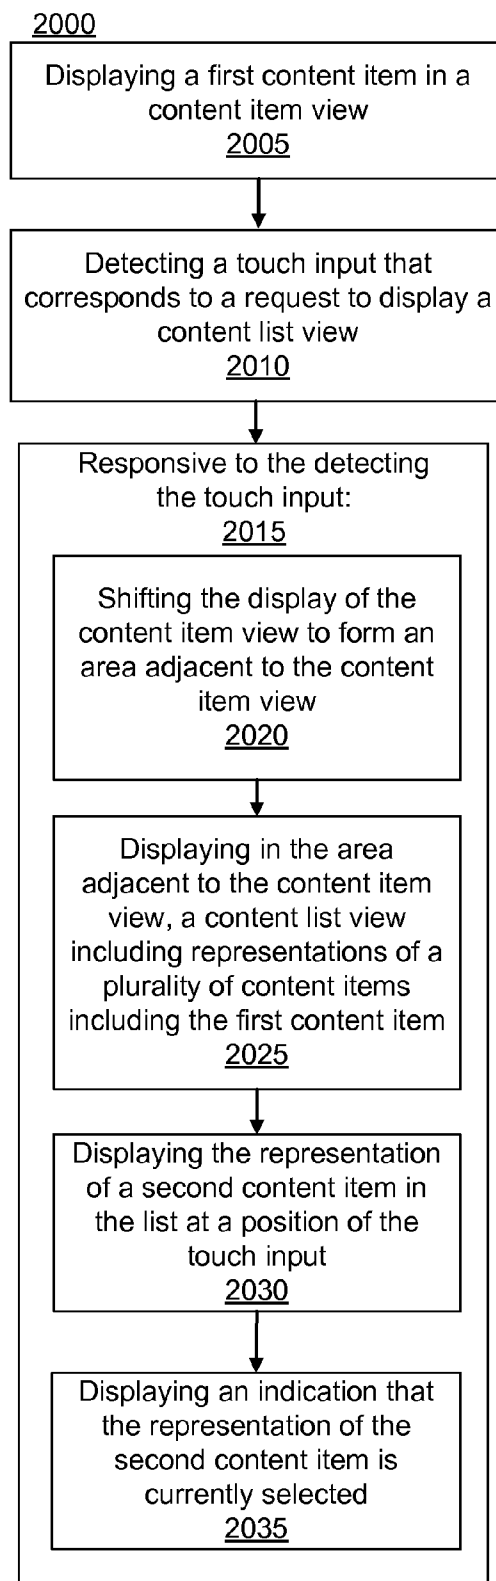 2000
Displaying a first content item in a
content item view
2005
Detecting a touch input that
corresponds to a request to display a
content list view
2010
Responsive to the detecting
the touch input:
2015
Shifting the display of the
content item view to form an
area adjacent to the content
item view
2020
Displaying in the area
adjacent to the content item
view, a content list view
including representations of a
plurality of content items
including the first content item
2025
Displaying the representation
of a second content item in
the list at a position of the
touch input
2030
Displaying an indication that
the representation of the
second content item is
currently selected
2035